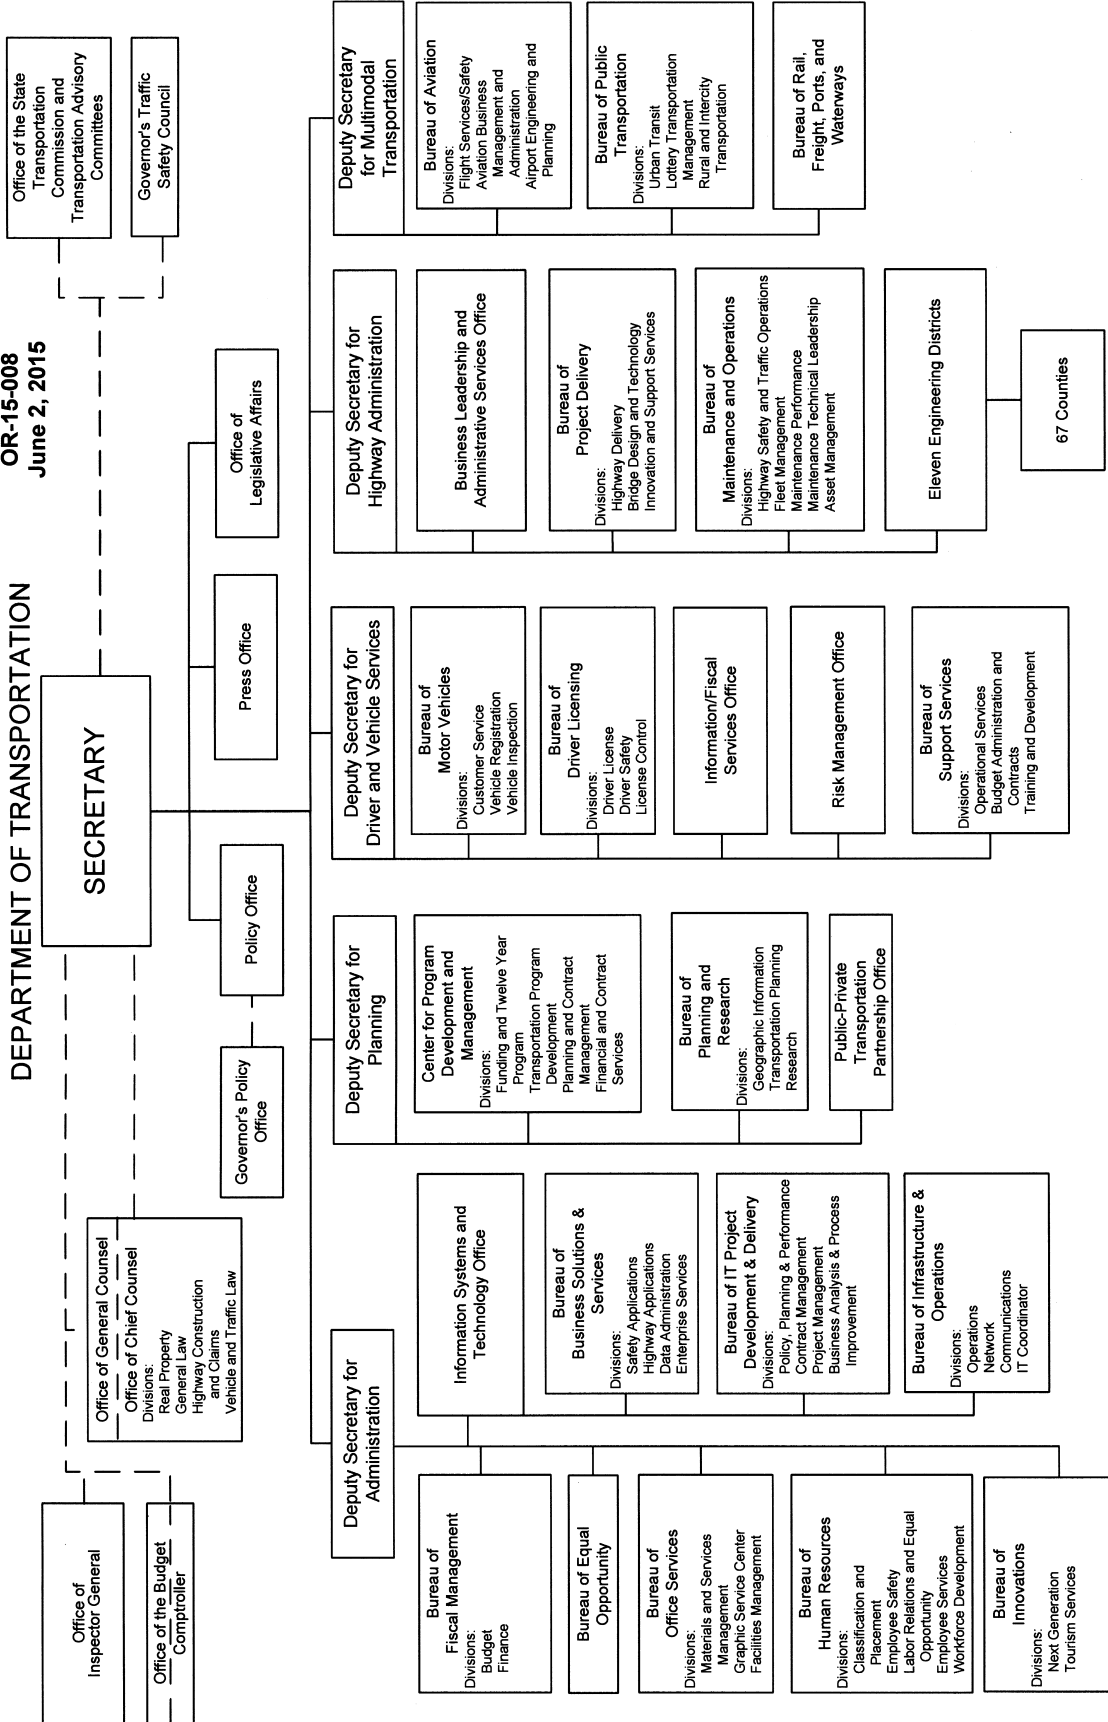 DEPARTMENT OF TRANSPORTATION
OR-15-008
June 2, 2015
Office of
Inspector General
Office of the Budget
Comptroller
Office of General Counsel
Office of Chief Counsel
Divisions:
Real Property
General Law
Highway Construction
and Claims
Vehicle and Traffic Law
SECRETARY
Office of the State
Transportation
Commission and
Transportation Advisory
Committees
Governor's Traffic
Safety Council
Governor's Policy
Office
Policy Office
Press Office
Office of
Legislative Affairs
Deputy Secretary for
Administration
Bureau of
Fiscal Management
Divisions:
Budget
Finance
Bureau of Equal
Opportunity
Bureau of
Office Services
Divisions:
Materials and Services
Management
Graphic Service Center
Facilities Management
Bureau of
Human Resources
Divisions:
Classification and
Placement
Employee Safety
Labor Relations and Equal
Opportunity
Employee Services
Workforce Development
Bureau of
Innovations
Divisions:
Next Generation
Tourism Services
Information Systems and
Technology Office
Bureau of
Business Solutions &
Services
Divisions:
Safety Applications
Highway Applications
Data Administration
Enterprise Services
Bureau of IT Project
Development & Delivery
Divisions:
Policy, Planning & Performance
Contract Management
Project Management
Business Analysis & Process
Improvement
Bureau of Infrastructure &
Operations
Divisions:
Operations
Network
Communications
IT Coordinator
Deputy Secretary for
Planning
Center for Program
Development and
Management
Divisions:
Funding and Twelve Year
Program
Transportation Program
Development
Planning and Contract
Management
Financial and Contract
Services
Bureau of
Planning and
Research
Divisions:
Geographic Information
Transportation Planning
Research
Public-Private
Transportation
Partnership Office
Deputy Secretary for
Driver and Vehicle Services
Bureau of
Motor Vehicles
Divisions:
Customer Service
Vehicle Registration
Vehicle Inspection
Bureau of
Driver Licensing
Divisions:
Driver License
Driver Safety
License Control
Information/Fiscal
Services Office
Risk Management Office
Bureau of
Support Services
Divisions:
Operational Services
Budget Administration and
Contracts
Training and Development
Deputy Secretary for
Highway Administration
Business Leadership and
Administrative Services Office
Bureau of
Project Delivery
Divisions:
Highway Delivery
Bridge Design and Technology
Innovation and Support Services
Bureau of
Maintenance and Operations
Divisions:
Highway Safety and Traffic Operations
Fleet Management
Maintenance Performance
Maintenance Technical Leadership
Asset Management
Eleven Engineering Districts
67 Counties
Deputy Secretary
for Multimodal
Transportation
Bureau of Aviation
Divisions:
Flight Services/Safety
Aviation Business
Management and
Administration
Airport Engineering and
Planning
Bureau of Public
Transportation
Divisions:
Urban Transit
Lottery Transportation
Management
Rural and Intercity
Transportation
Bureau of Rail,
Freight, Ports, and
Waterways